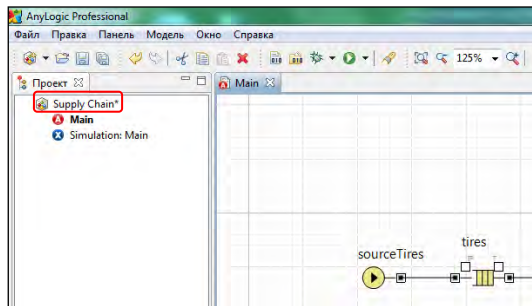 AnyLogic Professional
Файл Правка Панель Модель Окно Справка
125%
Проект
Main
Supply Chain*
Main
Simulation: Main
tires
sourceTires